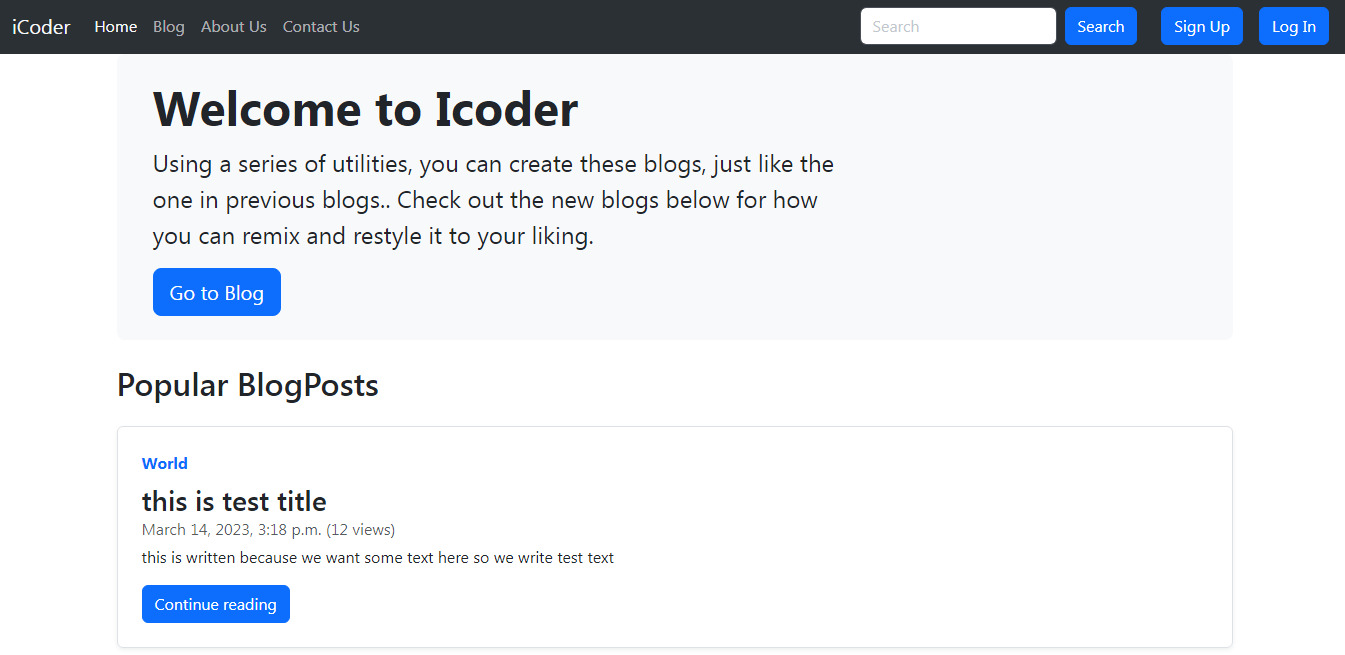 iCoder Home Blog About Us Contact Us Search Search Sign Up Log In
Welcome to Icoder
Using a series of utilities, you can create these blogs, just like the
one in previous blogs.. Check out the new blogs below for how
you can remix and restyle it to your liking.
Go to Blog
Popular BlogPosts
World
this is test title
March 14, 2023, 3:18 p.m. (12 views)
this is written because we want some text here so we write test text
Continue reading